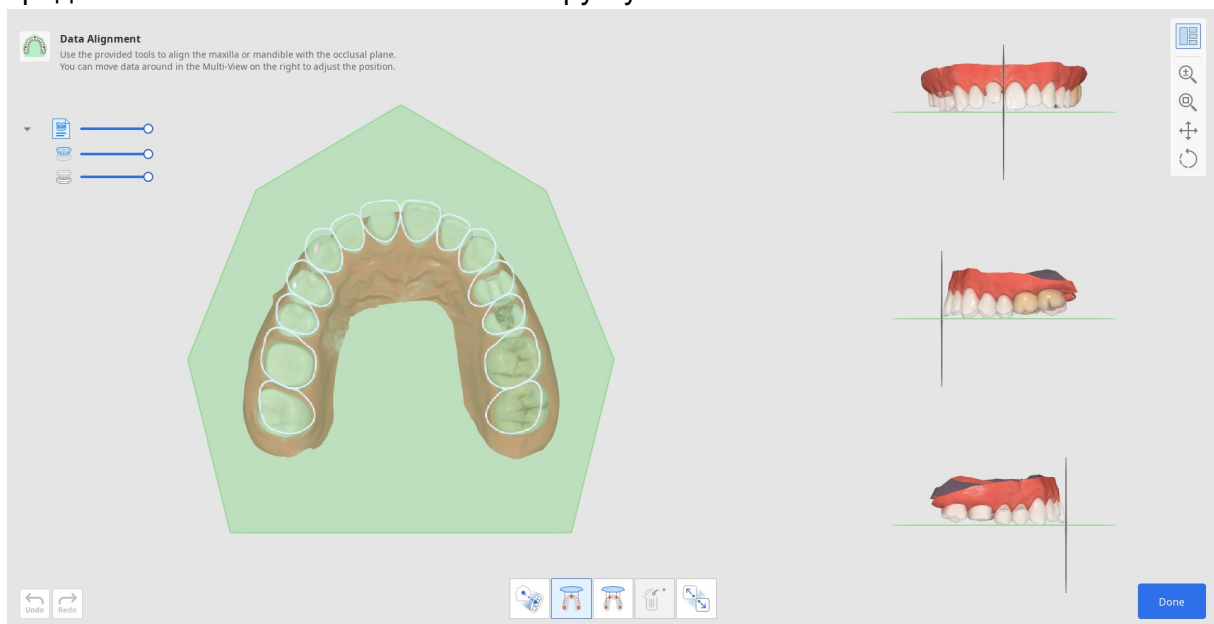 Data Alignment
Use the provided tools to align the maxilla or mandible with the occlusal plane.
You can move data around in the Multi-View on the right to adjust the position.
Undo
Redo
Done